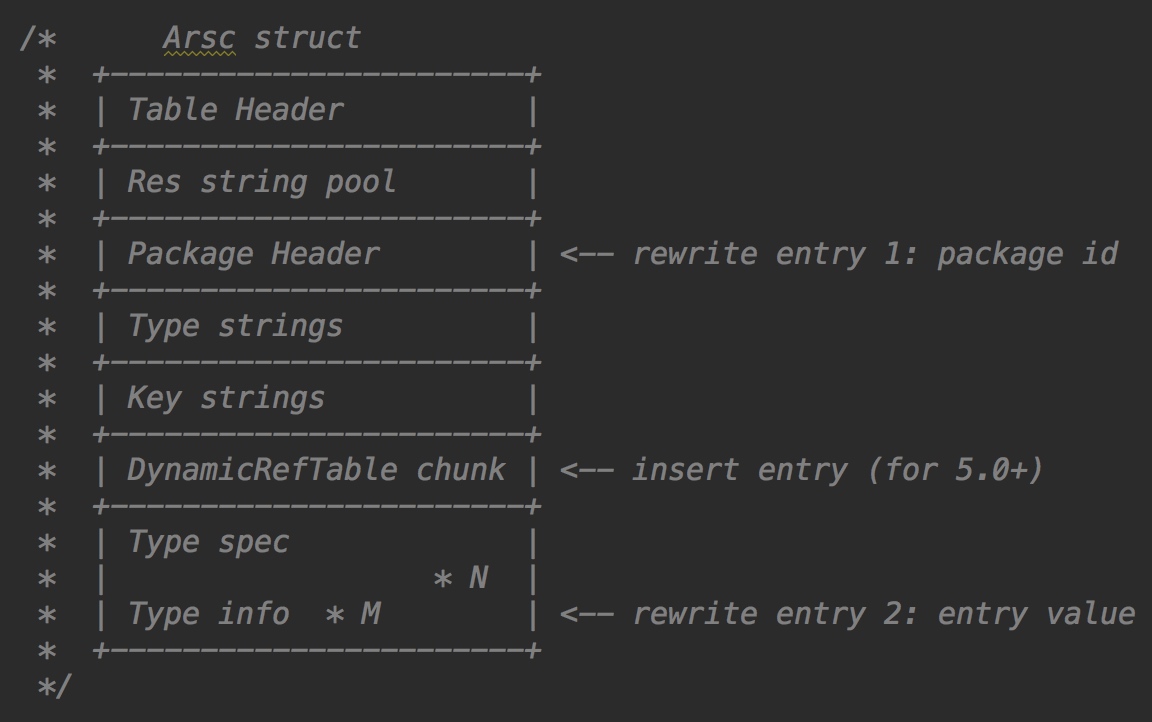 /*      Arsc struct
 *  +-----------------------+
 *  | Table Header          |
 *  +-----------------------+
 *  | Res string pool       |
 *  +-----------------------+
 *  | Package Header        | <-- rewrite entry 1: package id
 *  +-----------------------+
 *  | Type strings          |
 *  +-----------------------+
 *  | Key strings           |
 *  +-----------------------+
 *  | DynamicRefTable chunk | <-- insert entry (for 5.0+)
 *  +-----------------------+
 *  | Type spec             |
 *  |                  * N  |
 *  | Type info  * M        | <-- rewrite entry 2: entry value
 *  +-----------------------+
 */